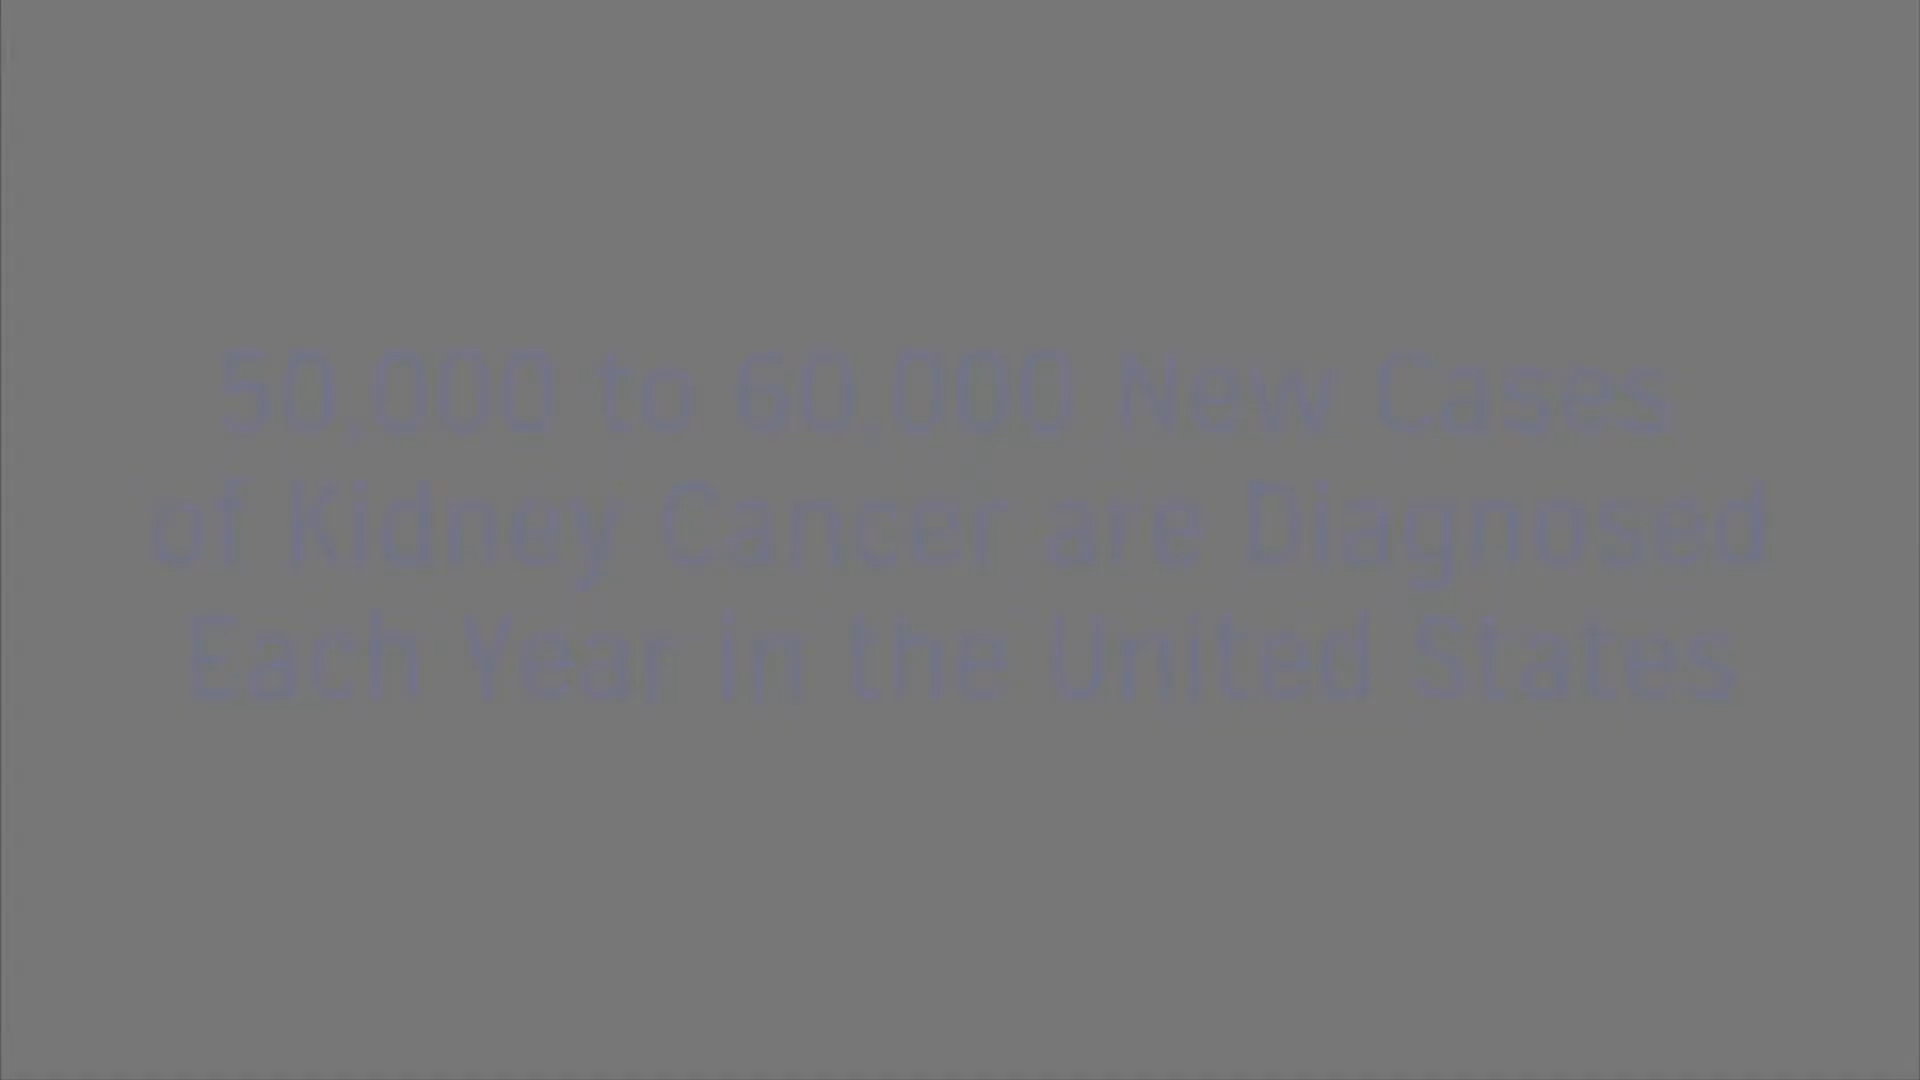 50,000 to 60,000 New Cases
of Kidney Cancer are Diagnosed
Each Year in the United States